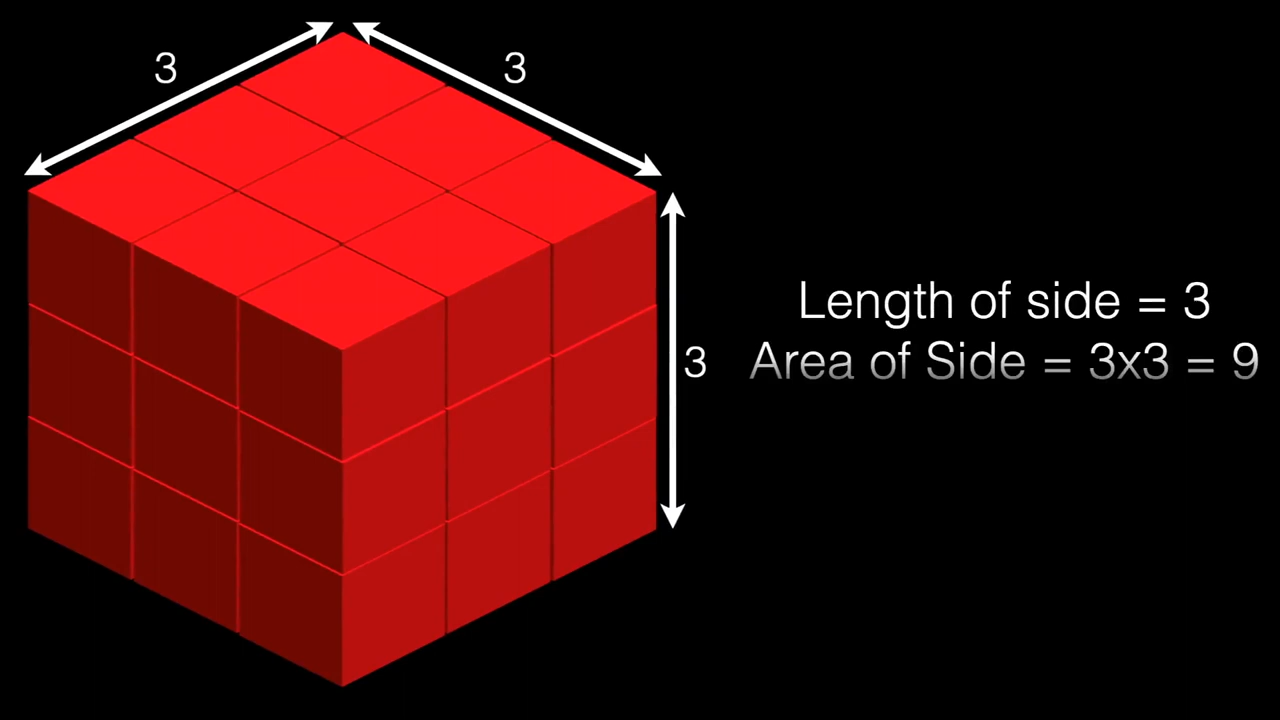 3
3
3
Length of side = 3
Area of Side = 3x3 = 9